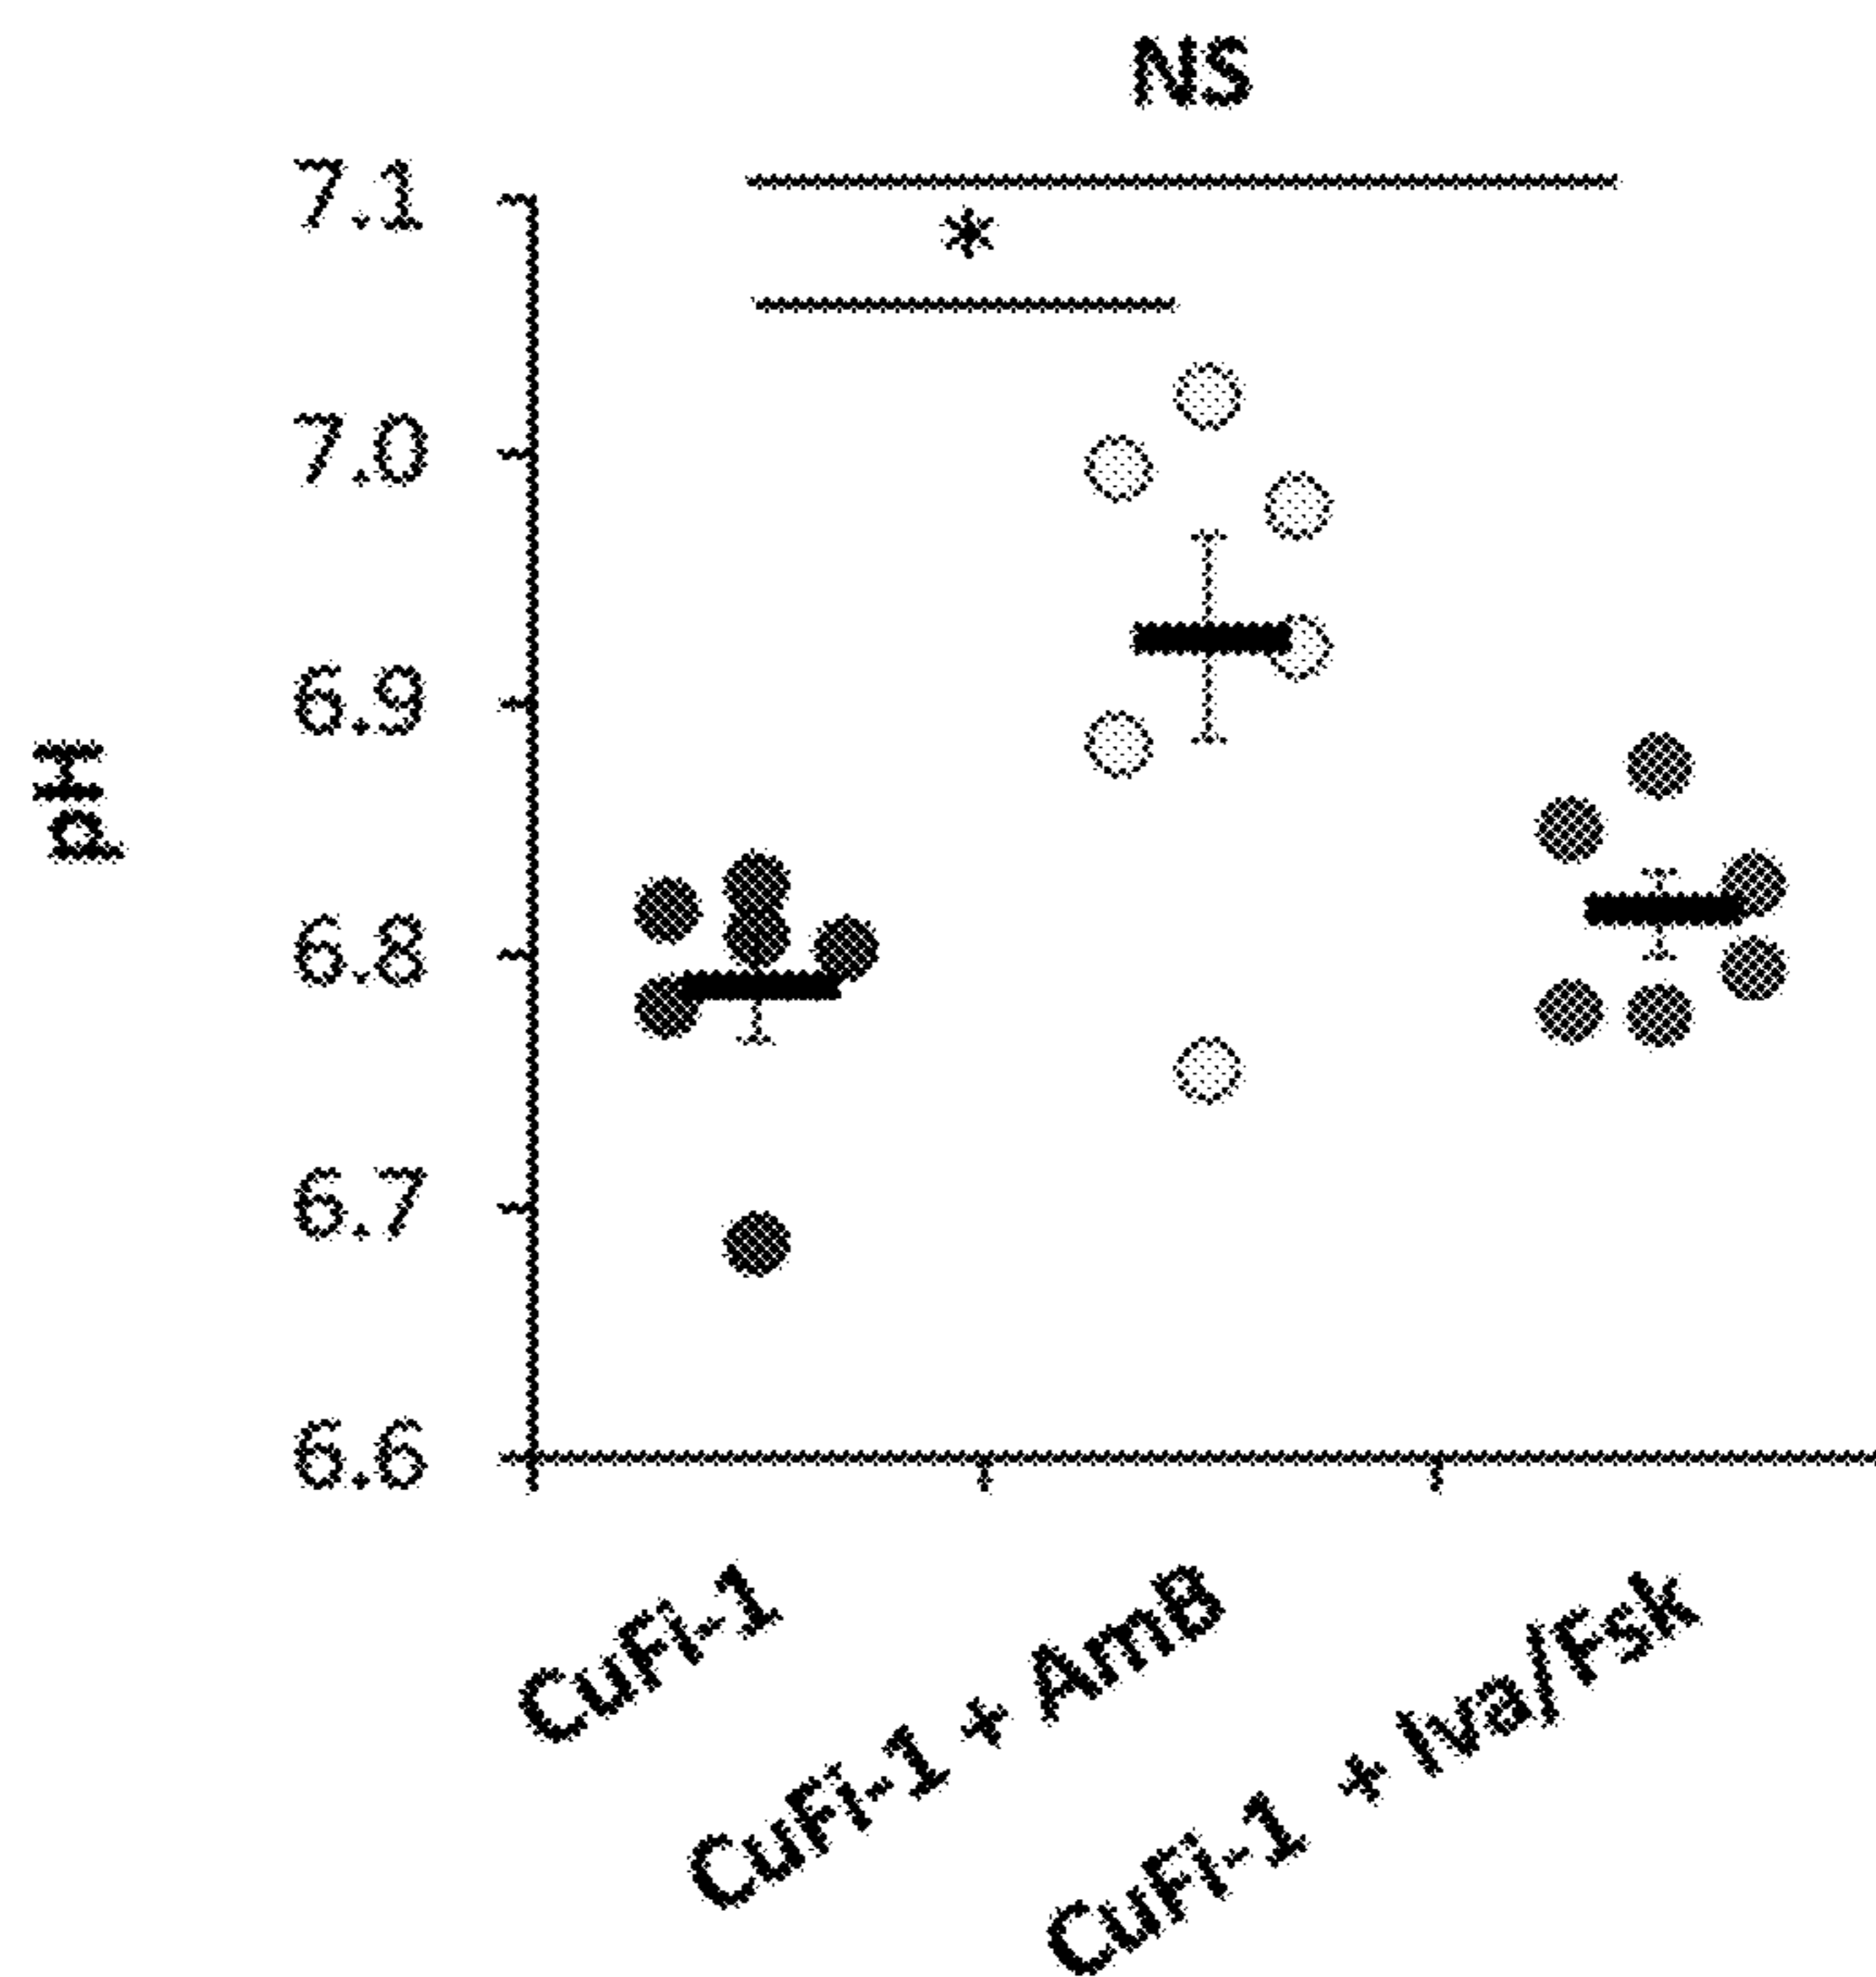 NS
7.1
*
7.0
6.9
pH
6.8
6.7
6.6
CuFi-1
CuFi-1 + AmB
CuFi-1 + Iva/Fsk